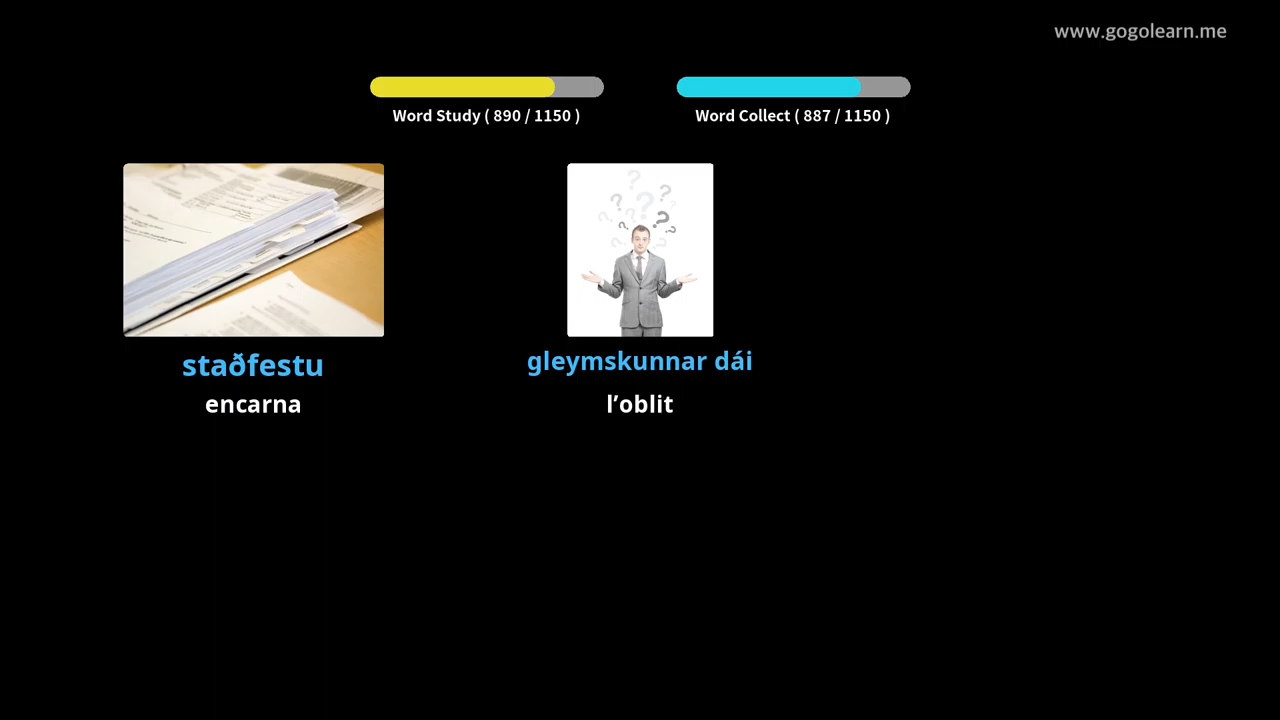 www.gogolearn.me
Word Study ( 890 / 1150 )
Word Collect ( 887 / 1150 )
staðfestu
gleymskunnar dái
encarna
l’oblit